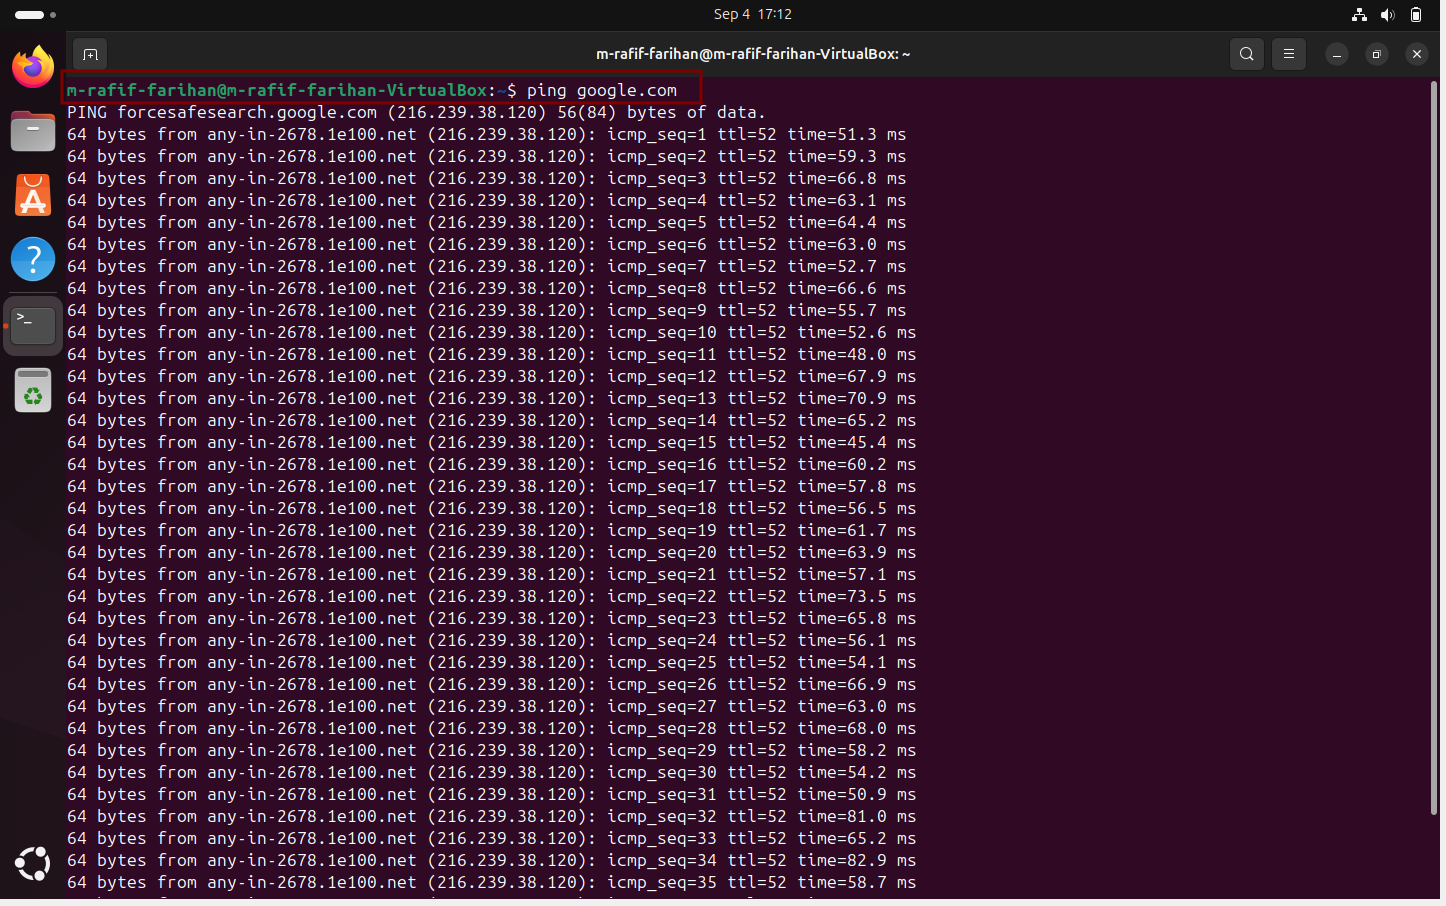 Sep 4 17:12
m-rafif-farihan@m-rafif-farihan-VirtualBox: ~
m-rafif-farihan@m-rafif-farihan-VirtualBox:~$ ping google.com
PING forcesafesearch.google.com (216.239.38.120) 56(84) bytes of data.
64 bytes from any-in-2678.1e100.net (216.239.38.120): icmp_seq=1 ttl=52 time=51.3 ms
64 bytes from any-in-2678.1e100.net (216.239.38.120): icmp_seq=2 ttl=52 time=59.3 ms
64 bytes from any-in-2678.1e100.net (216.239.38.120): icmp_seq=3 ttl=52 time=66.8 ms
64 bytes from any-in-2678.1e100.net (216.239.38.120): icmp_seq=4 ttl=52 time=63.1 ms
64 bytes from any-in-2678.1e100.net (216.239.38.120): icmp_seq=5 ttl=52 time=64.4 ms
64 bytes from any-in-2678.1e100.net (216.239.38.120): icmp_seq=6 ttl=52 time=63.0 ms
64 bytes from any-in-2678.1e100.net (216.239.38.120): icmp_seq=7 ttl=52 time=52.7 ms
64 bytes from any-in-2678.1e100.net (216.239.38.120): icmp_seq=8 ttl=52 time=66.6 ms
64 bytes from any-in-2678.1e100.net (216.239.38.120): icmp_seq=9 ttl=52 time=55.7 ms
64 bytes from any-in-2678.1e100.net (216.239.38.120): icmp_seq=10 ttl=52 time=52.6 ms
64 bytes from any-in-2678.1e100.net (216.239.38.120): icmp_seq=11 ttl=52 time=48.0 ms
64 bytes from any-in-2678.1e100.net (216.239.38.120): icmp_seq=12 ttl=52 time=67.9 ms
64 bytes from any-in-2678.1e100.net (216.239.38.120): icmp_seq=13 ttl=52 time=70.9 ms
64 bytes from any-in-2678.1e100.net (216.239.38.120): icmp_seq=14 ttl=52 time=65.2 ms
64 bytes from any-in-2678.1e100.net (216.239.38.120): icmp_seq=15 ttl=52 time=45.4 ms
64 bytes from any-in-2678.1e100.net (216.239.38.120): icmp_seq=16 ttl=52 time=60.2 ms
64 bytes from any-in-2678.1e100.net (216.239.38.120): icmp_seq=17 ttl=52 time=57.8 ms
64 bytes from any-in-2678.1e100.net (216.239.38.120): icmp_seq=18 ttl=52 time=56.5 ms
64 bytes from any-in-2678.1e100.net (216.239.38.120): icmp_seq=19 ttl=52 time=61.7 ms
64 bytes from any-in-2678.1e100.net (216.239.38.120): icmp_seq=20 ttl=52 time=63.9 ms
64 bytes from any-in-2678.1e100.net (216.239.38.120): icmp_seq=21 ttl=52 time=57.1 ms
64 bytes from any-in-2678.1e100.net (216.239.38.120): icmp_seq=22 ttl=52 time=73.5 ms
64 bytes from any-in-2678.1e100.net (216.239.38.120): icmp_seq=23 ttl=52 time=65.8 ms
64 bytes from any-in-2678.1e100.net (216.239.38.120): icmp_seq=24 ttl=52 time=56.1 ms
64 bytes from any-in-2678.1e100.net (216.239.38.120): icmp_seq=25 ttl=52 time=54.1 ms
64 bytes from any-in-2678.1e100.net (216.239.38.120): icmp_seq=26 ttl=52 time=66.9 ms
64 bytes from any-in-2678.1e100.net (216.239.38.120): icmp_seq=27 ttl=52 time=63.0 ms
64 bytes from any-in-2678.1e100.net (216.239.38.120): icmp_seq=28 ttl=52 time=68.0 ms
64 bytes from any-in-2678.1e100.net (216.239.38.120): icmp_seq=29 ttl=52 time=58.2 ms
64 bytes from any-in-2678.1e100.net (216.239.38.120): icmp_seq=30 ttl=52 time=54.2 ms
64 bytes from any-in-2678.1e100.net (216.239.38.120): icmp_seq=31 ttl=52 time=50.9 ms
64 bytes from any-in-2678.1e100.net (216.239.38.120): icmp_seq=32 ttl=52 time=81.0 ms
64 bytes from any-in-2678.1e100.net (216.239.38.120): icmp_seq=33 ttl=52 time=65.2 ms
64 bytes from any-in-2678.1e100.net (216.239.38.120): icmp_seq=34 ttl=52 time=82.9 ms
64 bytes from any-in-2678.1e100.net (216.239.38.120): icmp_seq=35 ttl=52 time=58.7 ms